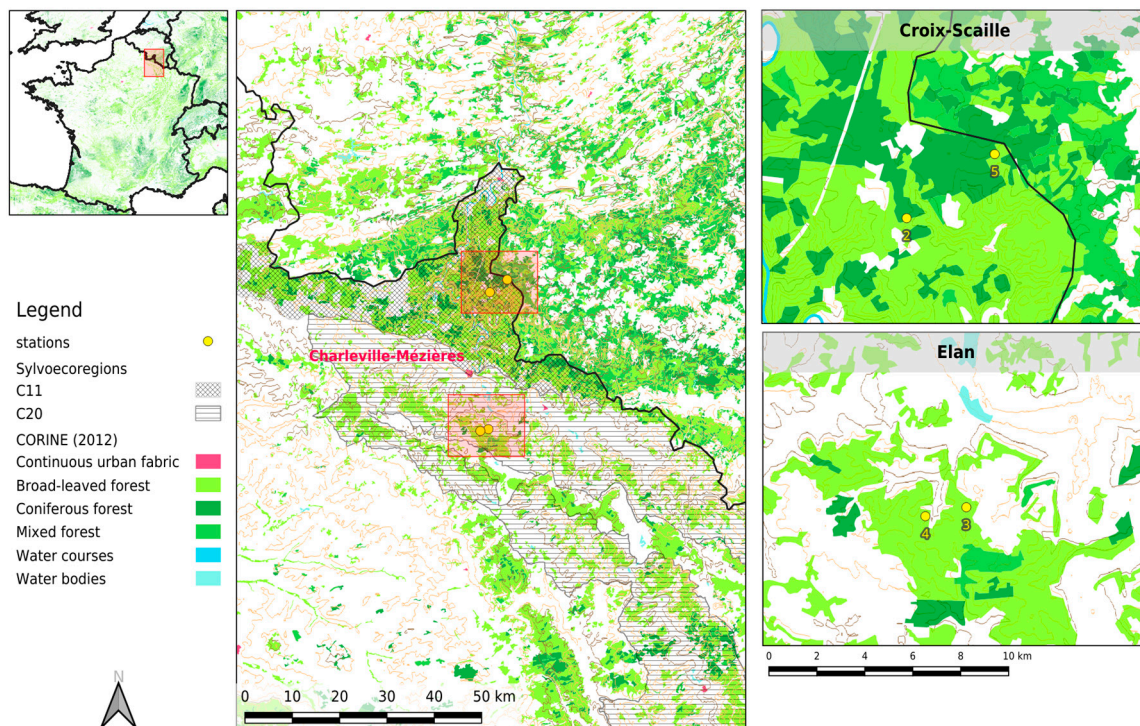 Legend
stations
Sylvoecoregions
C11
C20
CORINE (2012)
Continuous urban fabric
Broad-leaved forest
Coniferous forest
Mixed forest
Water courses
Water bodies
N
Charleville-Mézières
0 10 20 30 40 50 km
Croix-Scaille
5
2
Elan
4 3
0 2 4 6 8 10 km